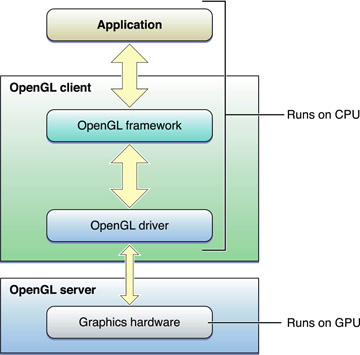 Application
OpenGL client
OpenGL framework
Runs on CPU
OpenGL driver
OpenGL server
Graphics hardware
Runs on GPU